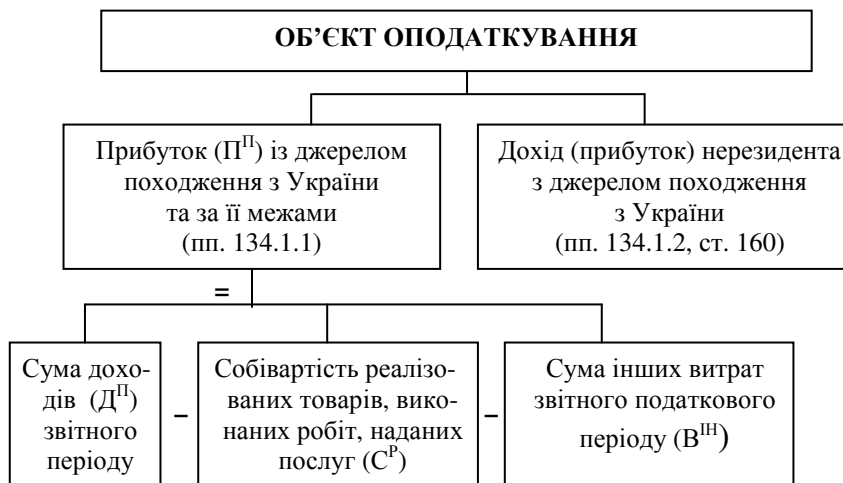 ОБ’ЄКТ ОПОДАТКУВАННЯ
Прибуток (П^П) із джерелом
походження з України
та за її межами
(пп. 134.1.1)
Дохід (прибуток) нерезидента
з джерелом походження
з України
(пп. 134.1.2, ст. 160)
=
Сума дохо-
дів (Д^П)
звітного
періоду
–
Собівартість реалізо-
ваних товарів, вико-
наних робіт, наданих
послуг (С^Р)
–
Сума інших витрат
звітного податкового
періоду (В^ІН)